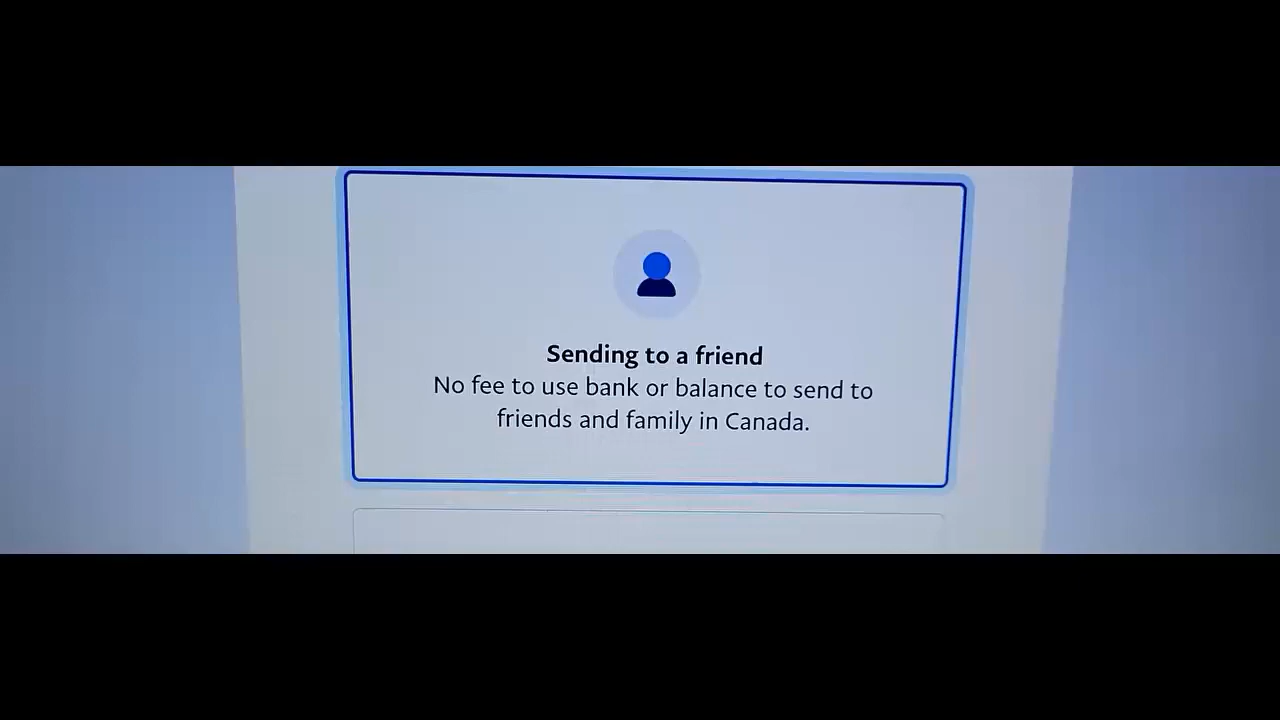 Sending to a friend
No fee to use bank or balance to send to
friends and family in Canada.